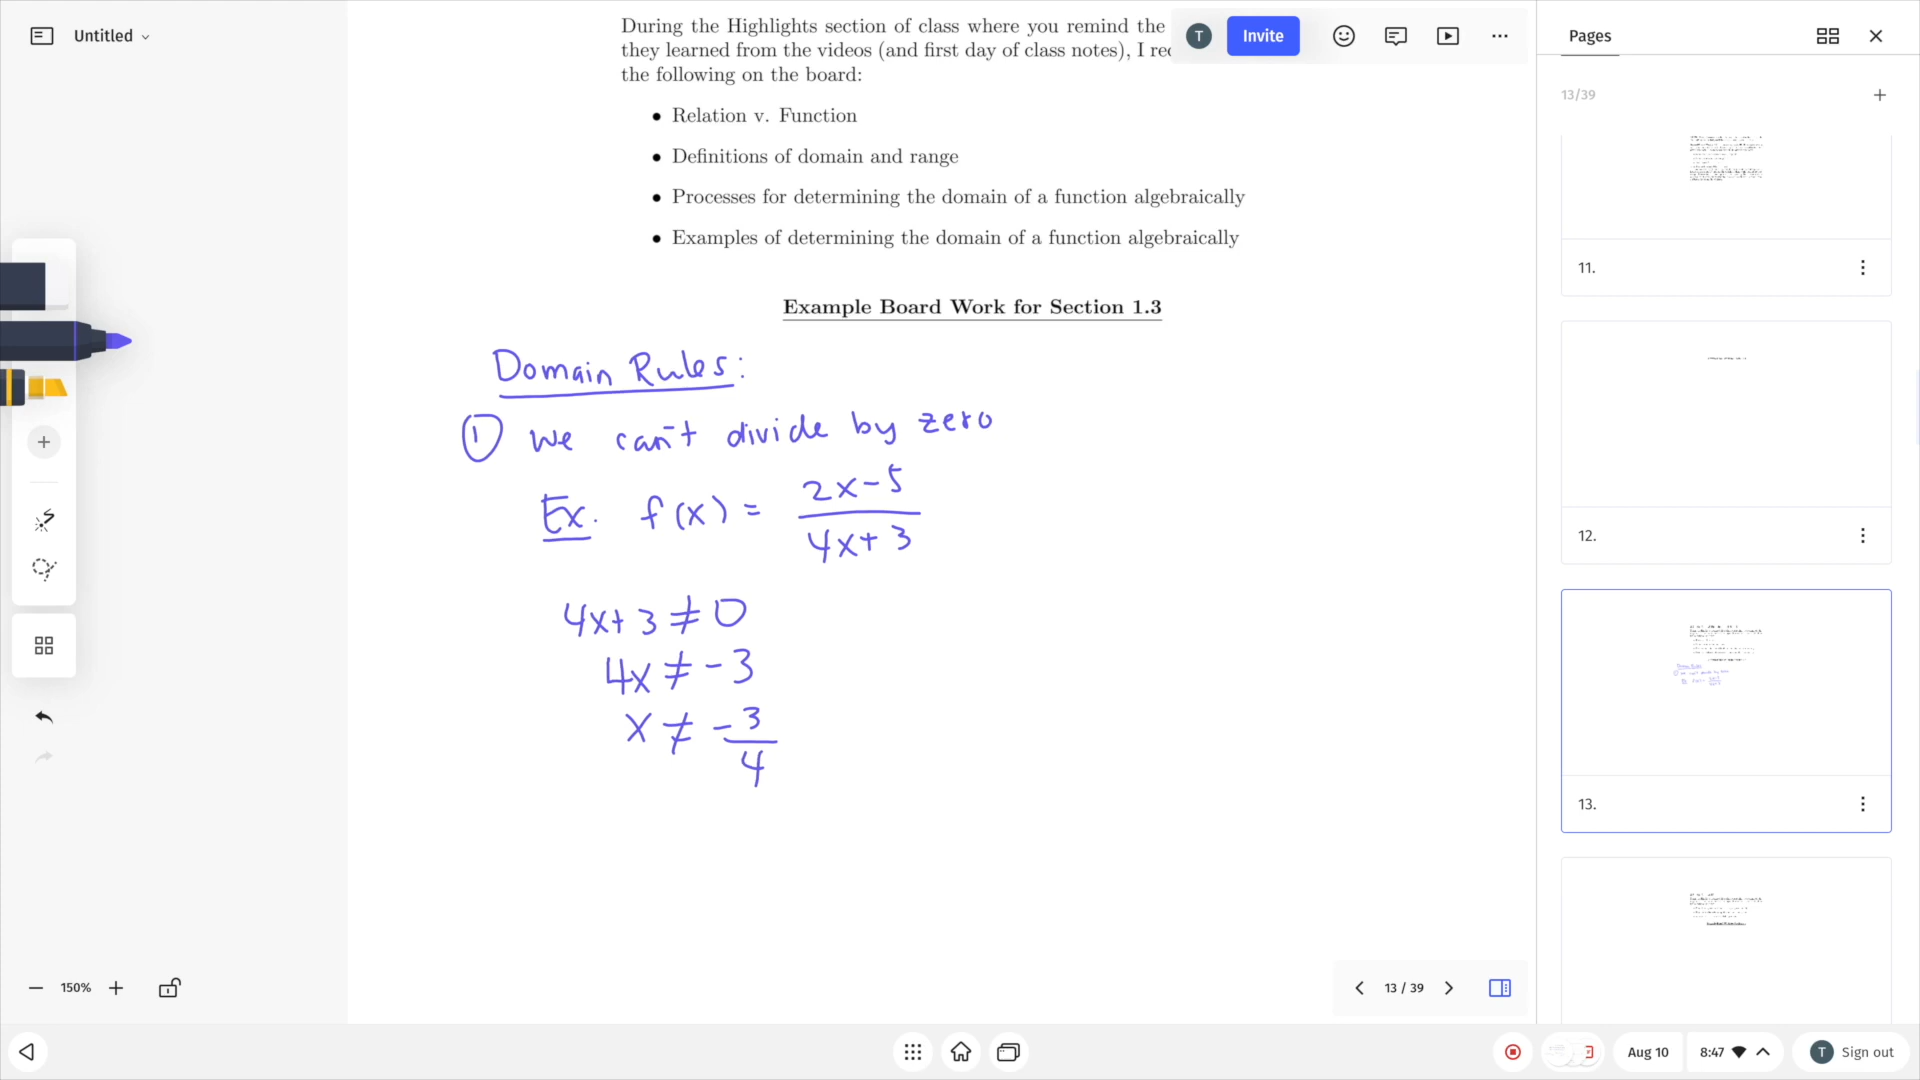 Untitled
During the Highlights section of class where you remind the
they learned from the videos (and first day of class notes), I rec
the following on the board:
T
Invite
Pages
13/39
• Relation v. Function
• Definitions of domain and range
• Processes for determining the domain of a function algebraically
• Examples of determining the domain of a function algebraically
11.
Example Board Work for Section 1.3
Domain Rules:
① We can't divide by zero
Ex. f(x) = (2x-5)/(4x+3)
12.
4x+3 ≠ 0
4x ≠ -3
x ≠ -3/4
13.
150%
13 / 39
Aug 10
8:47
T
Sign out